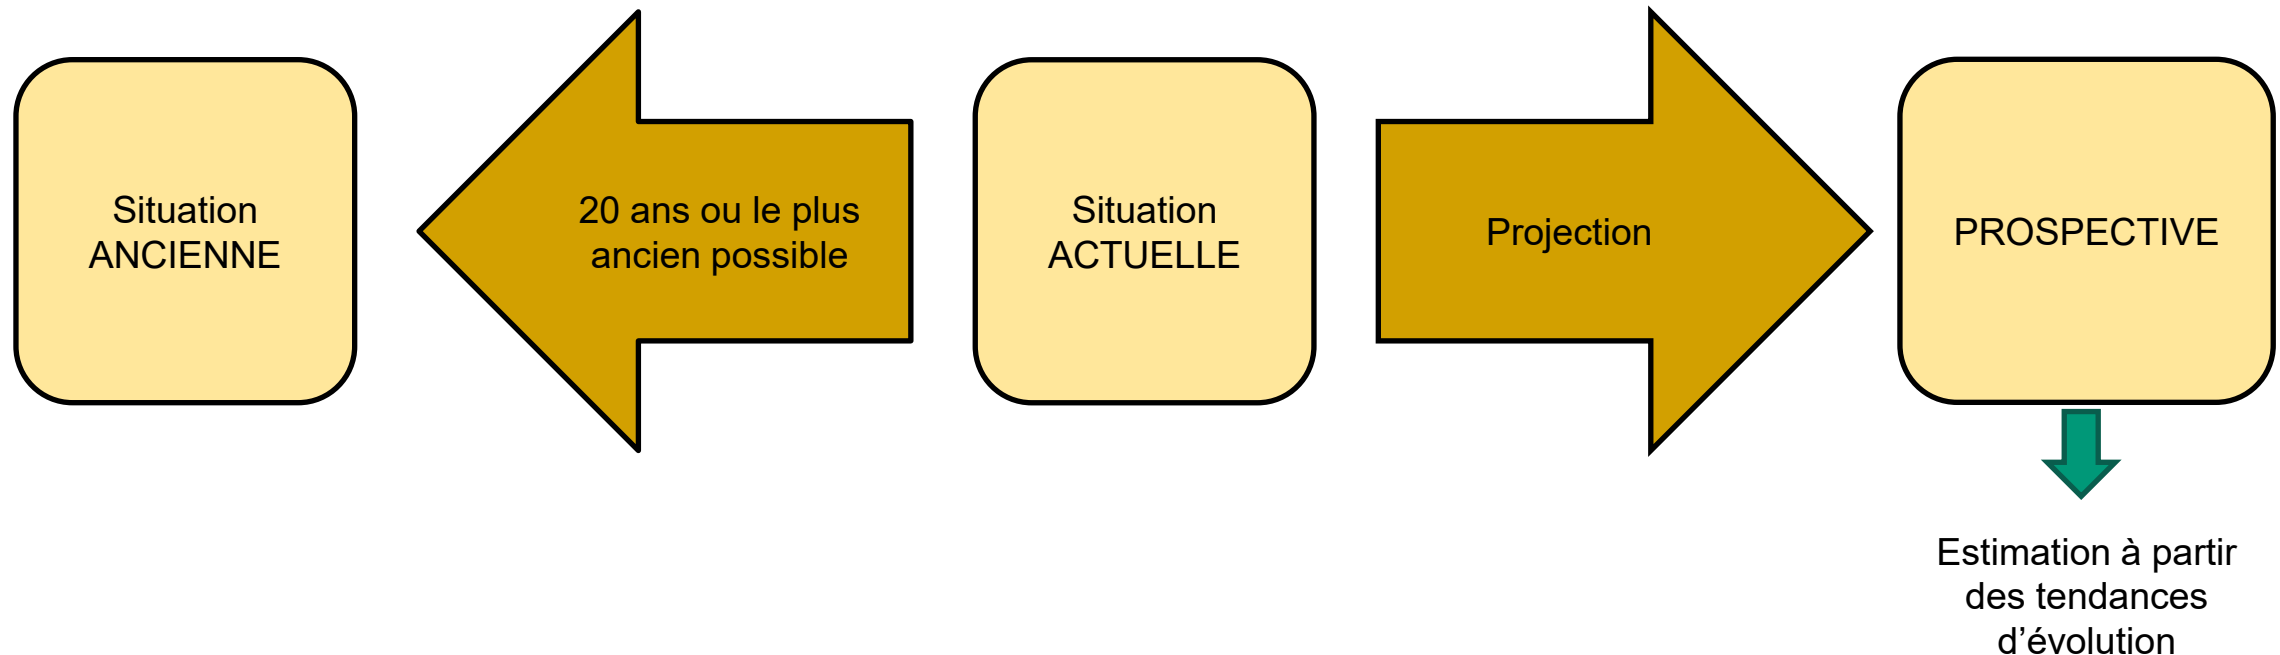 Situation
ANCIENNE
20 ans ou le plus
ancien possible
Situation
ACTUELLE
Projection
PROSPECTIVE
Estimation à partir
des tendances
d’évolution